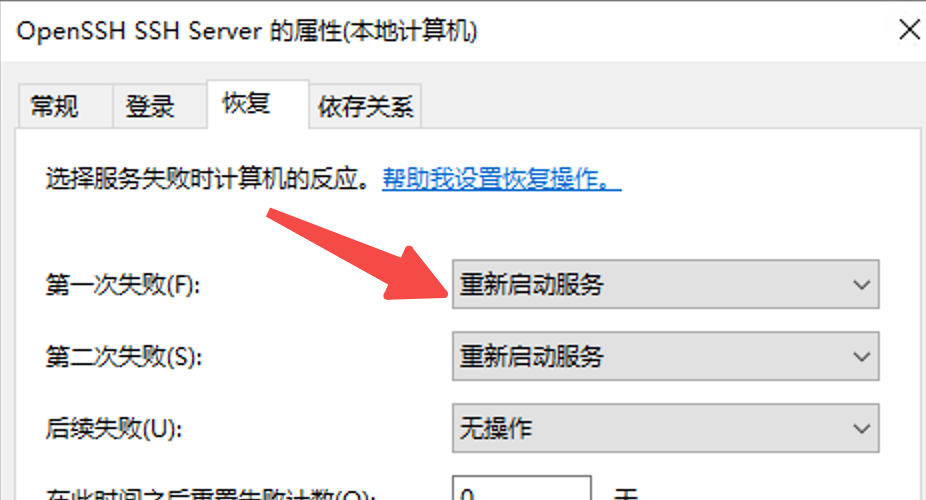 OpenSSH SSH Server 的属性(本地计算机)
常规 登录 恢复 依存关系
选择服务失败时计算机的反应。帮助我设置恢复操作。
第一次失败(F): 重新启动服务
第二次失败(S): 重新启动服务
后续失败(U): 无操作
在此时间之后重置失败计数(O): 0 天